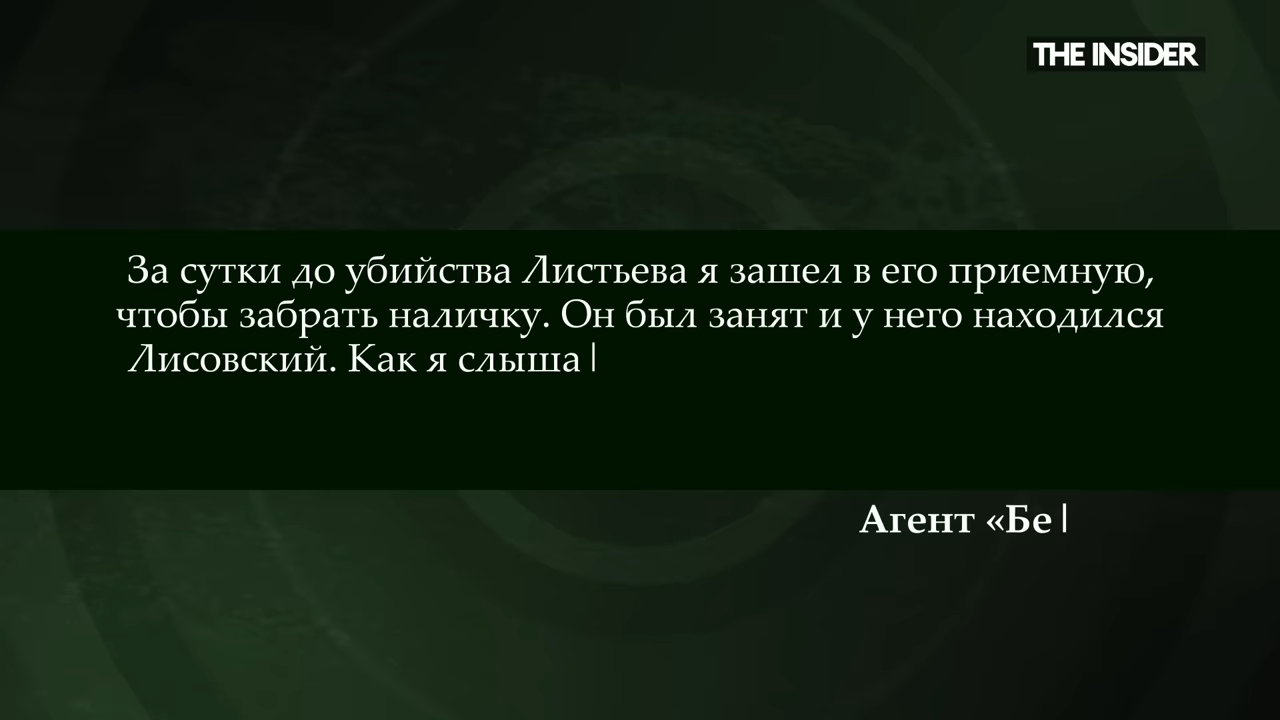 THE INSIDER
За сутки до убийства Листьева я зашел в его приемную,
чтобы забрать наличку. Он был занят и у него находился
Лисовский. Как я слыша|
Агент «Бе|